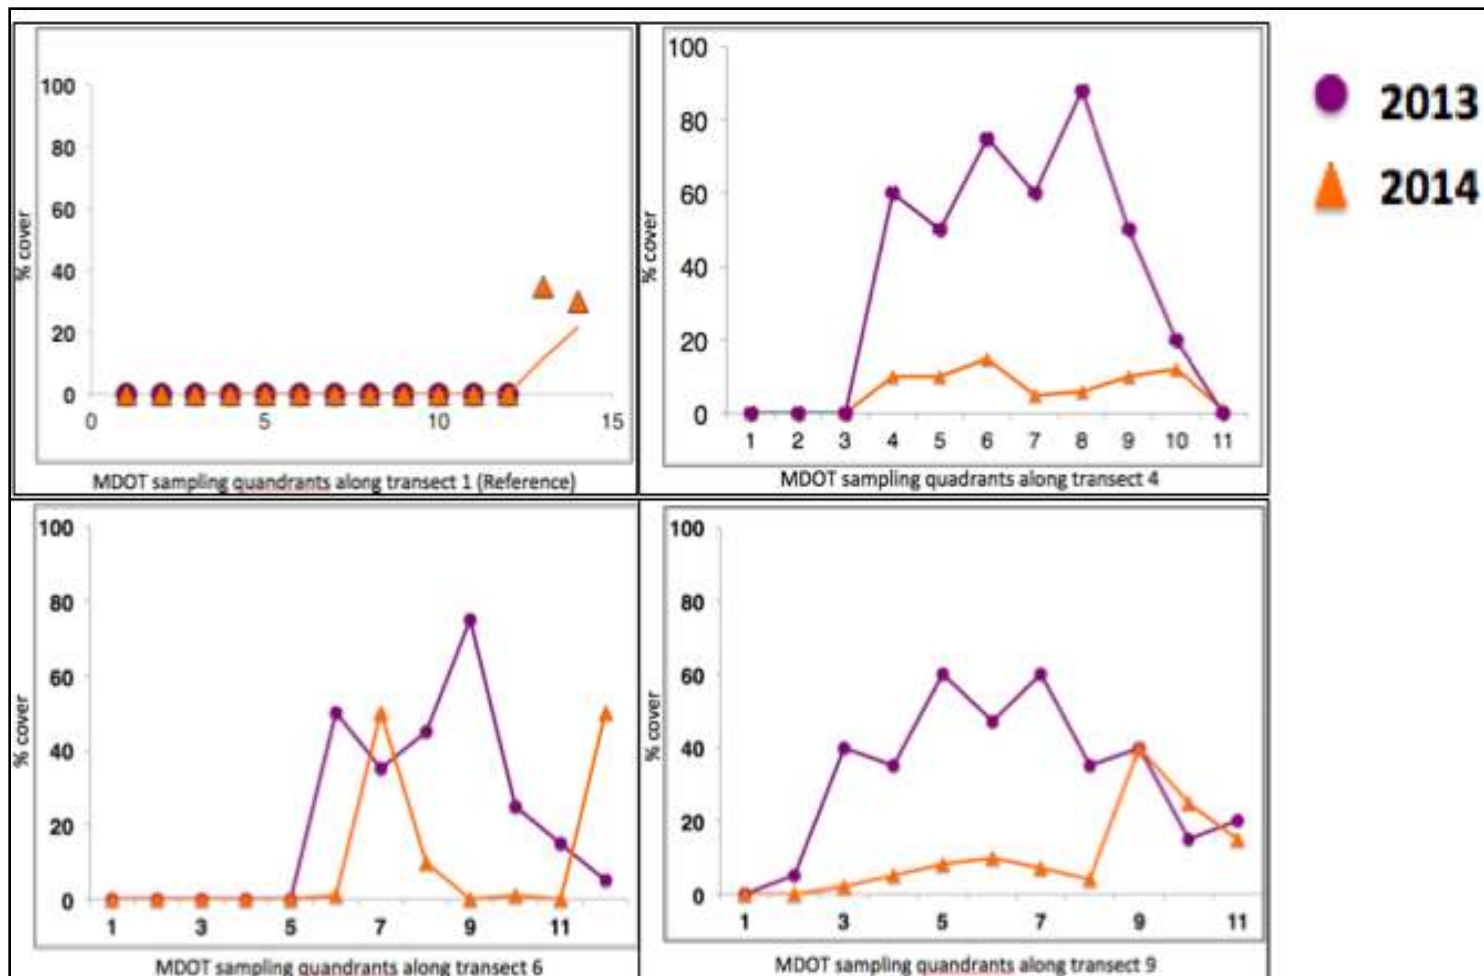 100
80
60
40
20
0
0 5 10 15
% cover
MDOT sampling quandrants along transect 1 (Reference)
100
80
60
40
20
0
1 2 3 4 5 6 7 8 9 10 11
% cover
MDOT sampling quadrants along transect 4
2013
2014
100
80
60
40
20
0
1 3 5 7 9 11
% cover
MDOT sampling quandrants along transect 6
100
80
60
40
20
0
1 3 5 7 9 11
% cover
MDOT sampling quandrants along transect 9